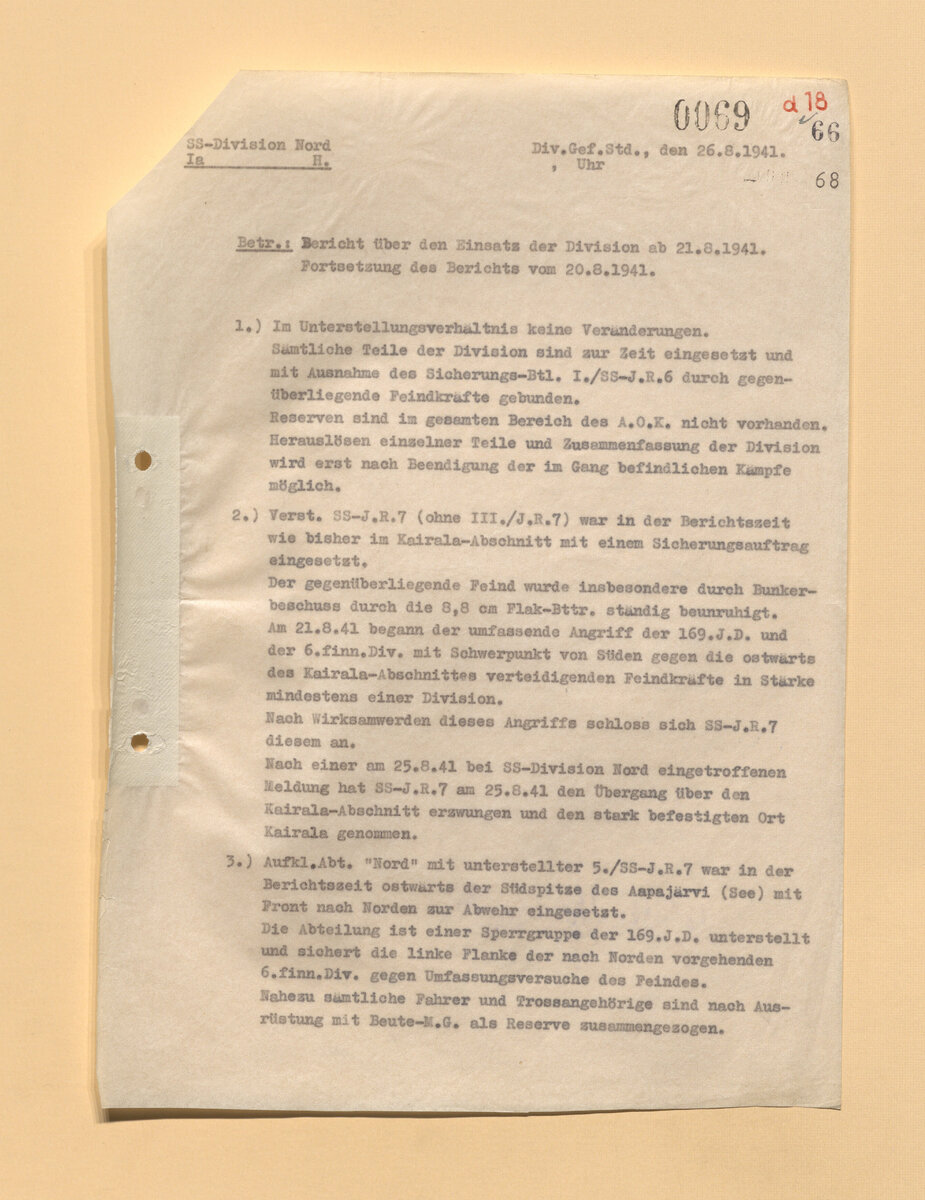 0069
d 18
66
SS-Division Nord
Ia H.
Div.Gef.Std., den 26.8.1941.
, Uhr
68
Betr.: Bericht über den Einsatz der Division ab 21.8.1941.
Fortsetzung des Berichts vom 20.8.1941.
1.) Im Unterstellungsverhältnis keine Veränderungen.
Sämtliche Teile der Division sind zur Zeit eingesetzt und
mit Ausnahme des Sicherungs-Btl. I./SS-J.R.6 durch gegen-
überliegende Feindkräfte gebunden.
Reserven sind im gesamten Bereich des A.O.K. nicht vorhanden.
Herauslösen einzelner Teile und Zusammenfassung der Division
wird erst nach Beendigung der im Gang befindlichen Kämpfe
möglich.
2.) Verst. SS-J.R.7 (ohne III./J.R.7) war in der Berichtszeit
wie bisher im Kairala-Abschnitt mit einem Sicherungsauftrag
eingesetzt.
Der gegenüberliegende Feind wurde insbesondere durch Bunker-
beschuss durch die 8,8 cm Flak-Bttr. ständig beunruhigt.
Am 21.8.41 begann der umfassende Angriff der 169.J.D. und
der 6.finn.Div. mit Schwerpunkt von Süden gegen die ostwärts
des Kairala-Abschnittes verteidigenden Feindkräfte in Stärke
mindestens einer Division.
Nach Wirksamwerden dieses Angriffs schloss sich SS-J.R.7
diesem an.
Nach einer am 25.8.41 bei SS-Division Nord eingetroffenen
Meldung hat SS-J.R.7 am 25.8.41 den Übergang über den
Kairala-Abschnitt erzwungen und den stark befestigten Ort
Kairala genommen.
3.) Aufkl.Abt. "Nord" mit unterstellter 5./SS-J.R.7 war in der
Berichtszeit ostwärts der Südspitze des Aapajärvi (See) mit
Front nach Norden zur Abwehr eingesetzt.
Die Abteilung ist einer Sperrgruppe der 169.J.D. unterstellt
und sichert die linke Flanke der nach Norden vorgehenden
6.finn.Div. gegen Umfassungsversuche des Feindes.
Nahezu sämtliche Fahrer und Trossangehörige sind nach Aus-
rüstung mit Beute-M.G. als Reserve zusammengezogen.